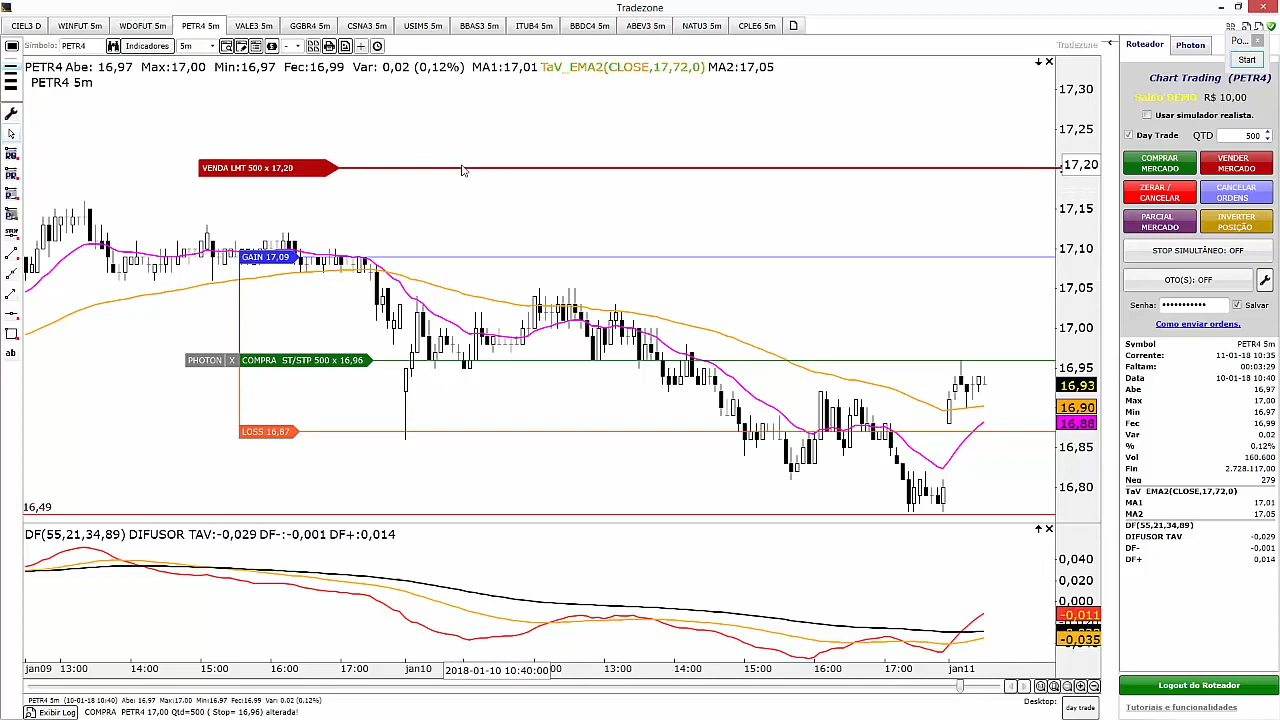 Tradezone
CIEL3 D
WINFUT 5m
WDOFUT 5m
PETR4 5m
VALE3 5m
GGBR4 5m
CSNA3 5m
USIM5 5m
BBAS3 5m
ITUB4 5m
BBDC4 5m
ABEV3 5m
NATU3 5m
CPLE6 5m
Símbolo: PETR4 Indicadores 5m
Tradezone
PETR4 Abe: 16,97 Max:17,00 Min:16,97 Fec:16,99 Var: 0,02 (0,12%) MA1:17,01 TaV_EMA2(CLOSE,17,72,0) MA2:17,05
PETR4 5m
VENDA LMT 500 x 17,20
GAIN 17,09
PHOTON X COMPRA ST/STP 500 x 16,96
LOSS 16,87
16,49
17,30
17,25
17,20
17,15
17,10
17,05
17,00
16,95
16,93
16,90
16,88
16,85
16,80
DF(55,21,34,89) DIFUSOR TAV:-0,029 DF-:-0,001 DF+:0,014
0,040
0,020
0,000
-0,011
-0,035
jan09 13:00 14:00 15:00 16:00 17:00 jan10 2018-01-10 10:40:00 13:00 14:00 15:00 16:00 17:00 jan11
PETR4 5m (10-01-18 10:40) Abe: 16,97 Max:17,00 Min:16,97 Fec:16,99 Var: 0,02 (0,12%)
Exibir Log
COMPRA PETR4 17,00 Qtd=500 ( Stop= 16,96) alterada!
Desktop:
day trade
Po...
Start
Roteador
Photon
Chart Trading (PETR4)
Saldo DEMO R$ 10,00
Usar simulador realista.
Day Trade QTD 500
COMPRAR MERCADO
VENDER MERCADO
ZERAR / CANCELAR
CANCELAR ORDENS
PARCIAL MERCADO
INVERTER POSIÇÃO
STOP SIMULTÂNEO: OFF
OTO(S): OFF
Senha: Salvar
Como enviar ordens.
Symbol PETR4 5m
Corrente: 11-01-18 10:35
Faltam: 00:03:29
Data 10-01-18 10:40
Abe 16,97
Max 17,00
Min 16,97
Fec 16,99
Var 0,02
% 0.12%
Vol 160.600
Fin 2.728.117,00
Neg 279
TaV EMA2(CLOSE,17,72,0)
MA1 17.01
MA2 17.05
DF(55,21,34,89)
DIFUSOR TAV -0,029
DF- -0,001
DF+ 0,014
Logout do Roteador
Tutoriais e funcionalidades